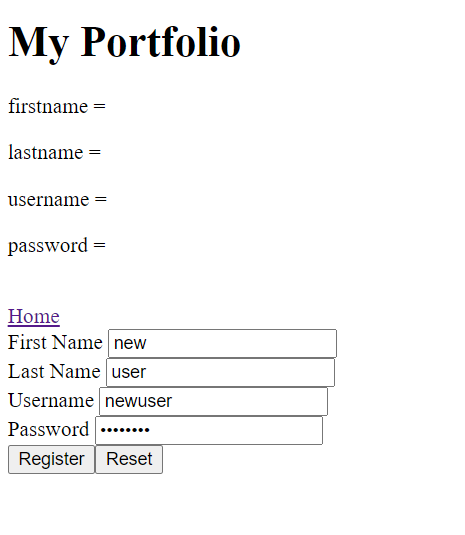 My Portfolio
firstname =
lastname =
username =
password =
Home
First Name new
Last Name user
Username newuser
Password ••••••••
Register Reset